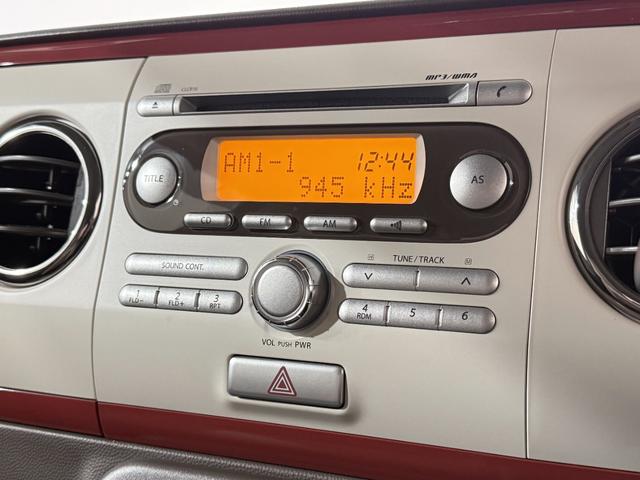 MP3/WMA
TITLE
AM1-1 12:44
945 kHz
AS
CD FM AM
SOUND CONT.
TUNE/TRACK
1 FLD- 2 FLD+ 3 RPT
4 RDM 5 6
VOL PUSH PWR